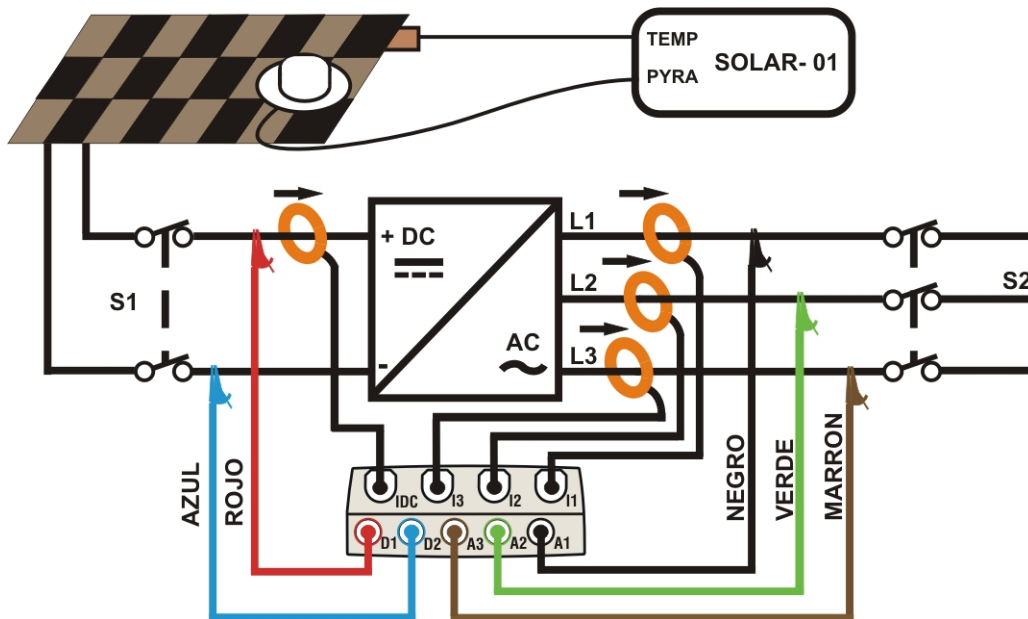 TEMP
PYRA
SOLAR- 01
+ DC
-
AC
L1
L2
L3
S1
S2
AZUL
ROJO
NEGRO
VERDE
MARRON
IDC
I3
I2
I1
D1
D2
A3
A2
A1